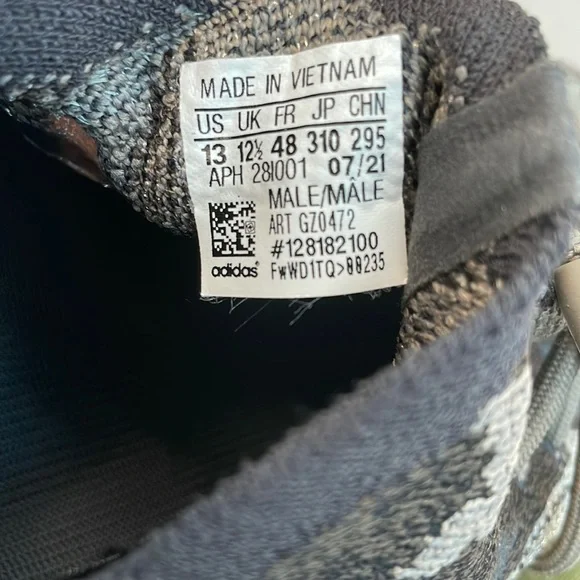 MADE IN VIETNAM
US UK FR JP CHN
13 12½ 48 310 295
APH 281001 07/21
MALE/MÂLE
ART GZ0472
#128182100
adidas® FwWD1TQ>00235